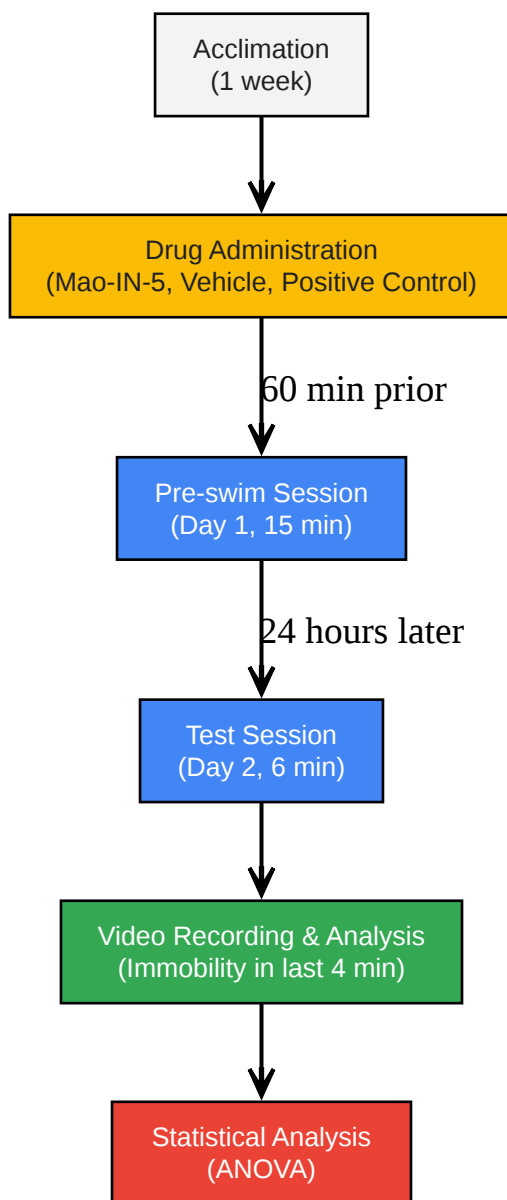 Acclimation
(1 week)
Drug Administration
(Mao-IN-5, Vehicle, Positive Control)
60 min prior
Pre-swim Session
(Day 1, 15 min)
24 hours later
Test Session
(Day 2, 6 min)
Video Recording & Analysis
(Immobility in last 4 min)
Statistical Analysis
(ANOVA)